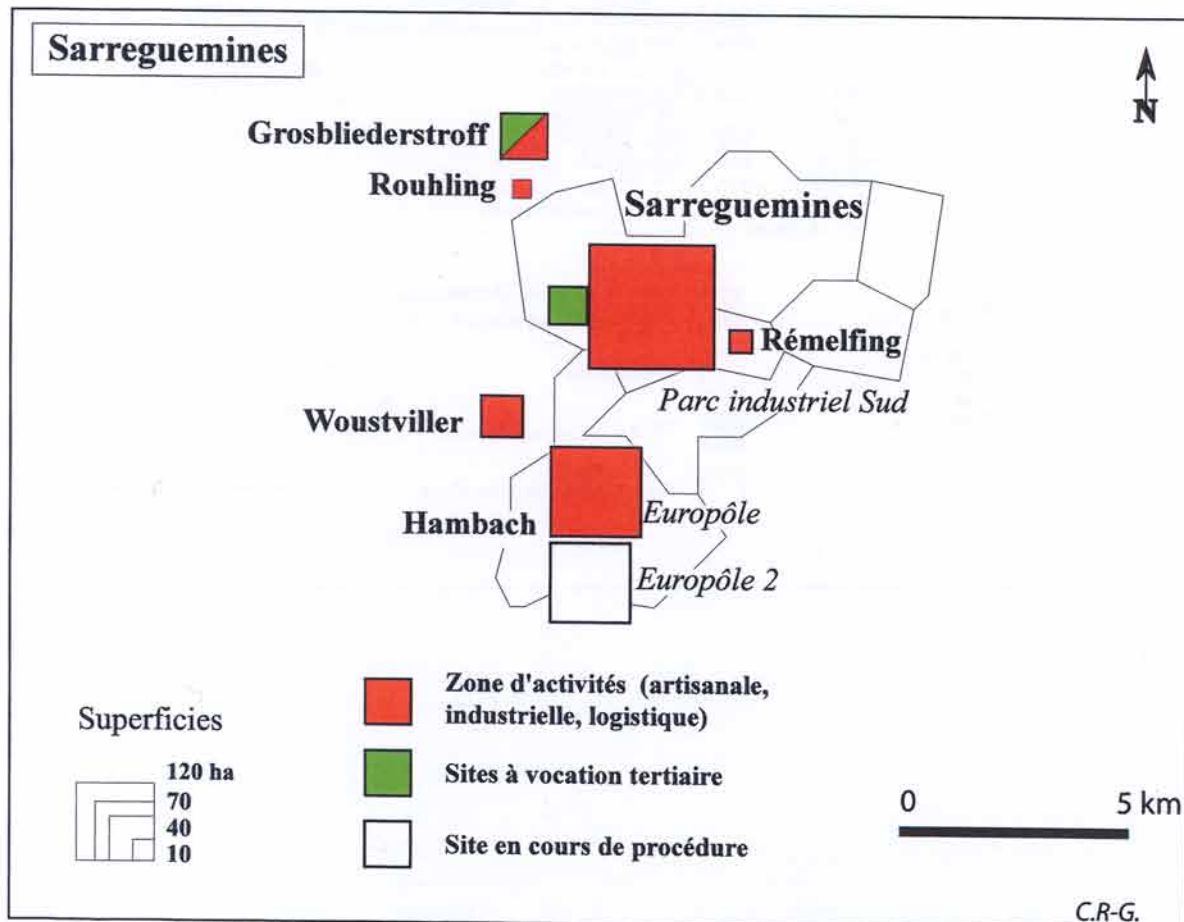 Sarreguemines
N
Grosbliederstroff
Rouhling
Sarreguemines
Rémelfing
Parc industriel Sud
Woustviller
Hambach
Europôle
Europôle 2
Superficies
120 ha
70
40
10
Zone d'activités (artisanale,
industrielle, logistique)
Sites à vocation tertiaire
Site en cours de procédure
0 5 km
C.R-G.